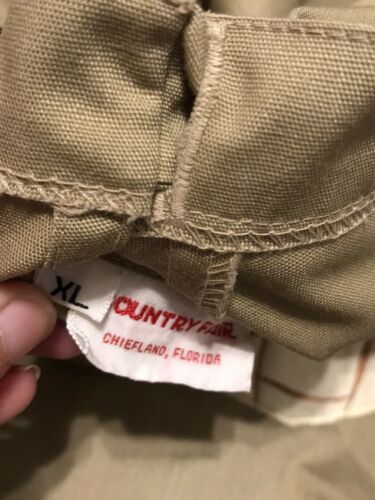 XL
COUNTRY FAIR
CHIEFLAND, FLORIDA